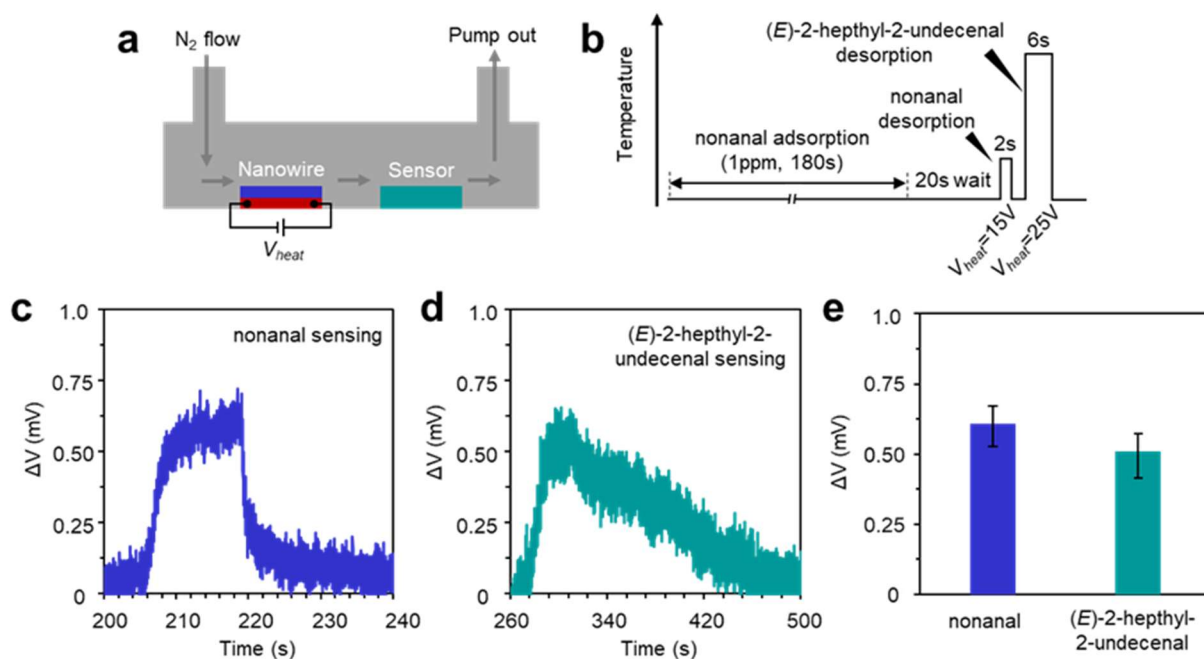 a
N₂ flow
Pump out
Nanowire
Sensor
V_heat
b
Temperature
(E)-2-hepthyl-2-undecenal
desorption
6s
nonanal
desorption
2s
nonanal adsorption
(1ppm, 180s)
20s wait
V_heat=15V
V_heat=25V
c
nonanal sensing
ΔV (mV)
1.0
0.75
0.50
0.25
0
200 210 220 230 240
Time (s)
d
(E)-2-hepthyl-2-
undecenal sensing
ΔV (mV)
1.0
0.75
0.50
0.25
0
260 340 420 500
Time (s)
e
ΔV (mV)
1.0
0.75
0.50
0.25
0
nonanal
(E)-2-hepthyl-
2-undecenal